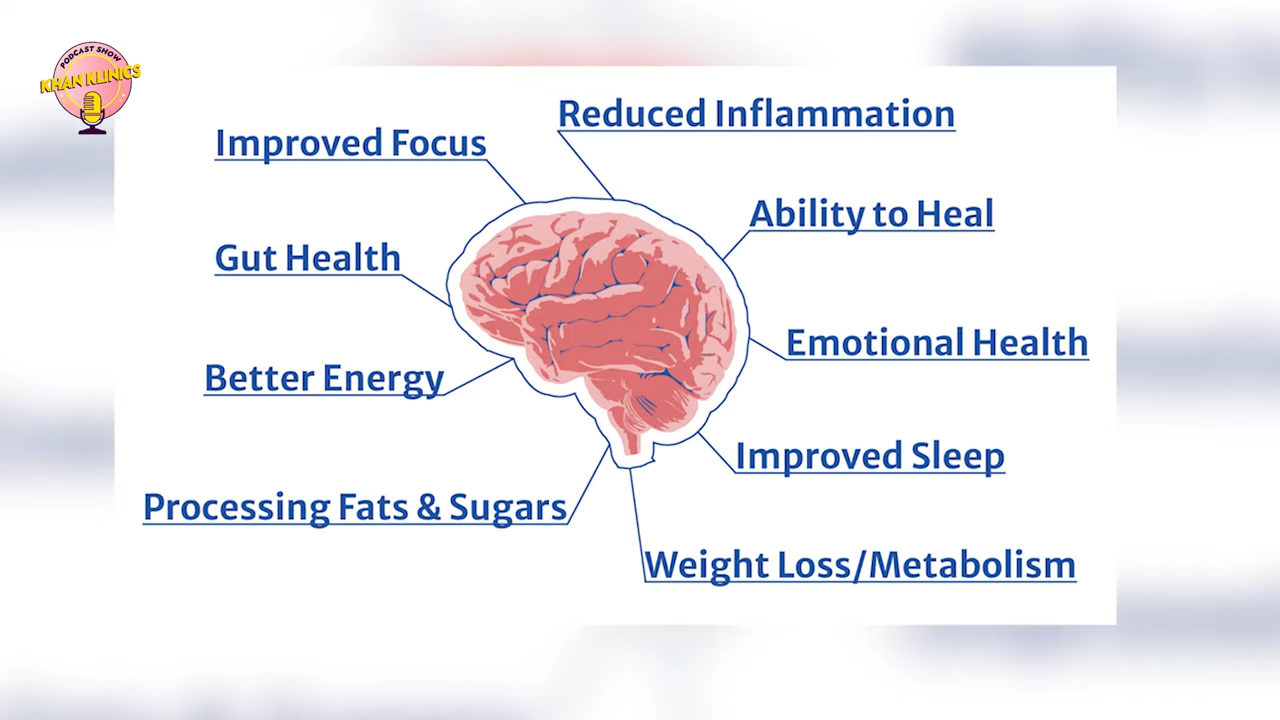 PODCAST SHOW
KHAN KLINICS
Reduced Inflammation
Improved Focus
Ability to Heal
Gut Health
Emotional Health
Better Energy
Improved Sleep
Processing Fats & Sugars
Weight Loss/Metabolism